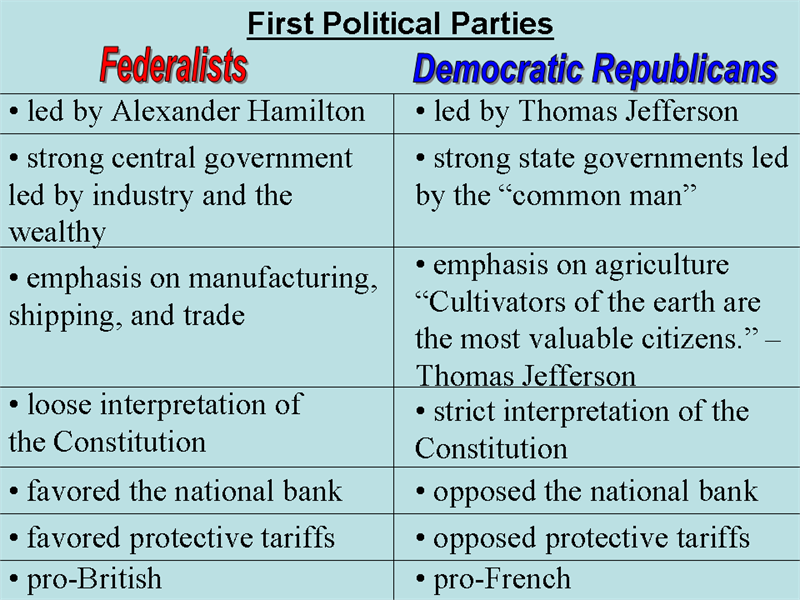 First Political Parties
Federalists
Democratic Republicans
• led by Alexander Hamilton
• led by Thomas Jefferson
• strong central government
led by industry and the
wealthy
• strong state governments led
by the “common man”
• emphasis on manufacturing,
shipping, and trade
• emphasis on agriculture
“Cultivators of the earth are
the most valuable citizens.” –
Thomas Jefferson
• loose interpretation of
the Constitution
• strict interpretation of the
Constitution
• favored the national bank
• opposed the national bank
• favored protective tariffs
• opposed protective tariffs
• pro-British
• pro-French